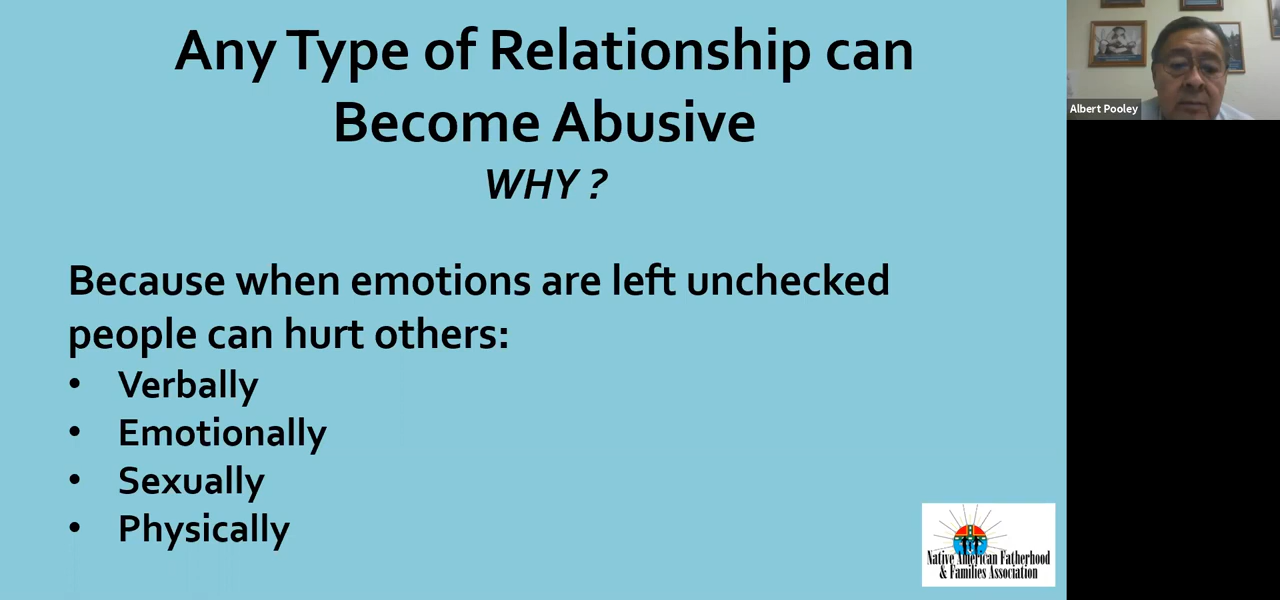 Any Type of Relationship can
Become Abusive
WHY ?
Because when emotions are left unchecked
people can hurt others:
• Verbally
• Emotionally
• Sexually
• Physically
Native American Fatherhood
& Families Association
Albert Pooley